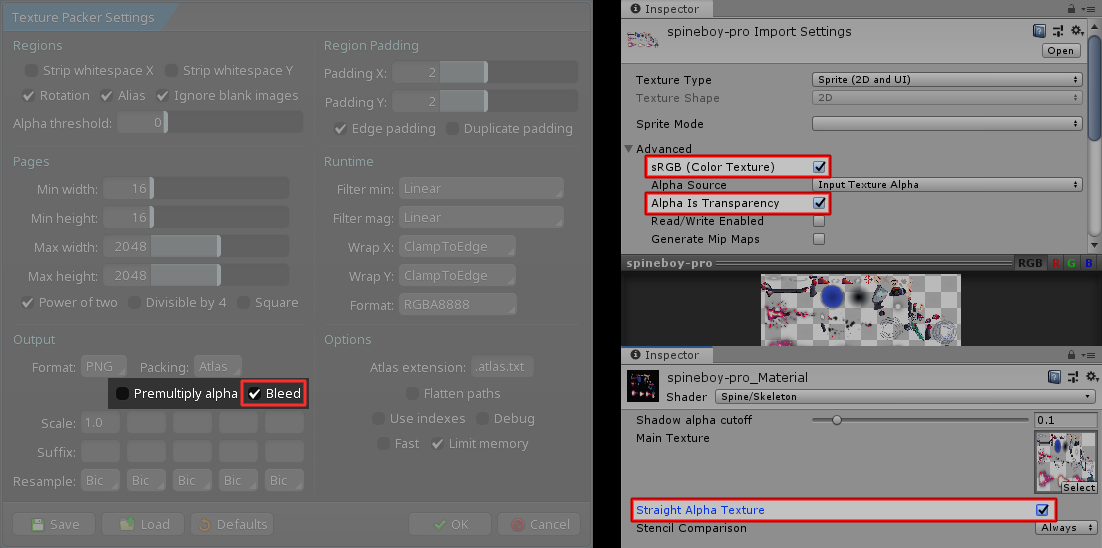 Texture Packer Settings
Regions
Strip whitespace X Strip whitespace Y
Rotation Alias Ignore blank images
Alpha threshold: 0
Region Padding
Padding X: 2
Padding Y: 2
Edge padding Duplicate padding
Pages
Min width: 16
Min height: 16
Max width: 2048
Max height: 2048
Power of two Divisible by 4 Square
Runtime
Filter min: Linear
Filter mag: Linear
Wrap X: ClampToEdge
Wrap Y: ClampToEdge
Format: RGBA8888
Output
Format: PNG Packing: Atlas
Premultiply alpha Bleed
Scale: 1.0
Suffix:
Resample: Bic Bic Bic Bic Bic
Options
Atlas extension: .atlas.txt
Flatten paths
Use indexes Debug
Fast Limit memory
Save Load Defaults OK Cancel
Inspector
spineboy-pro Import Settings
Open
Texture Type Sprite (2D and UI)
Texture Shape 2D
Sprite Mode
Advanced
sRGB (Color Texture)
Alpha Source Input Texture Alpha
Alpha Is Transparency
Read/Write Enabled
Generate Mip Maps
spineboy-pro RGB R G B
Inspector
spineboy-pro_Material
Shader Spine/Skeleton
Shadow alpha cutoff 0.1
Main Texture
Select
Straight Alpha Texture
Stencil Comparison Always